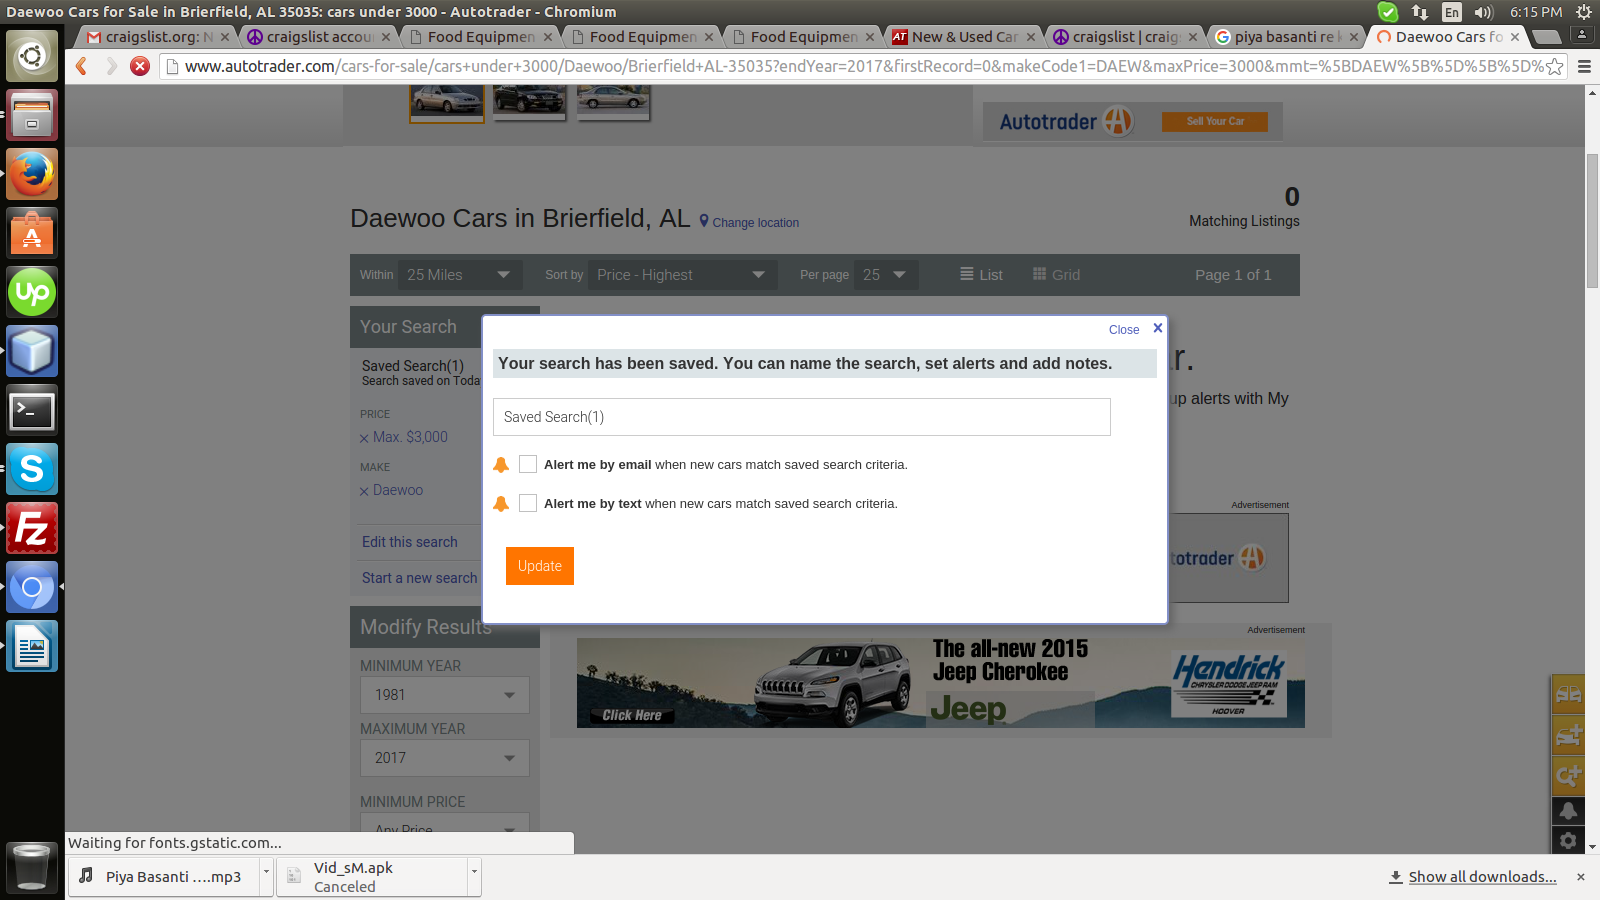 Daewoo Cars for Sale in Brierfield, AL 35035: cars under 3000 - Autotrader - Chromium
En
6:15 PM
craigslist.org: N
craigslist accou
Food Equipmen
Food Equipmen
Food Equipmen
AT New & Used Car
craigslist | craig
piya basanti re k
Daewoo Cars fo
www.autotrader.com/cars-for-sale/cars+under+3000/Daewoo/Brierfield+AL-35035?endYear=2017&firstRecord=0&makeCode1=DAEW&maxPrice=3000&mmt=%5BDAEW%5B%5D%5B%5D%
Autotrader
Sell Your Car
0
Matching Listings
Daewoo Cars in Brierfield, AL
Change location
Within 25 Miles
Sort by Price - Highest
Per page 25
List
Grid
Page 1 of 1
Your Search
Saved Search(1)
Search saved on Toda
PRICE
Max. $3,000
MAKE
Daewoo
Edit this search
Start a new search
Close X
Your search has been saved. You can name the search, set alerts and add notes.
Saved Search(1)
Alert me by email when new cars match saved search criteria.
Alert me by text when new cars match saved search criteria.
Update
r.
up alerts with My
Advertisement
totrader
Modify Results
MINIMUM YEAR
1981
MAXIMUM YEAR
2017
MINIMUM PRICE
Any Price
Advertisement
The all-new 2015
Jeep Cherokee
Jeep
Click Here
Hendrick
CHRYSLER DODGE JEEP RAM
HOOVER
Up
S
Fz
Waiting for fonts.gstatic.com...
Piya Basanti ....mp3
Vid_sM.apk
Canceled
Show all downloads...